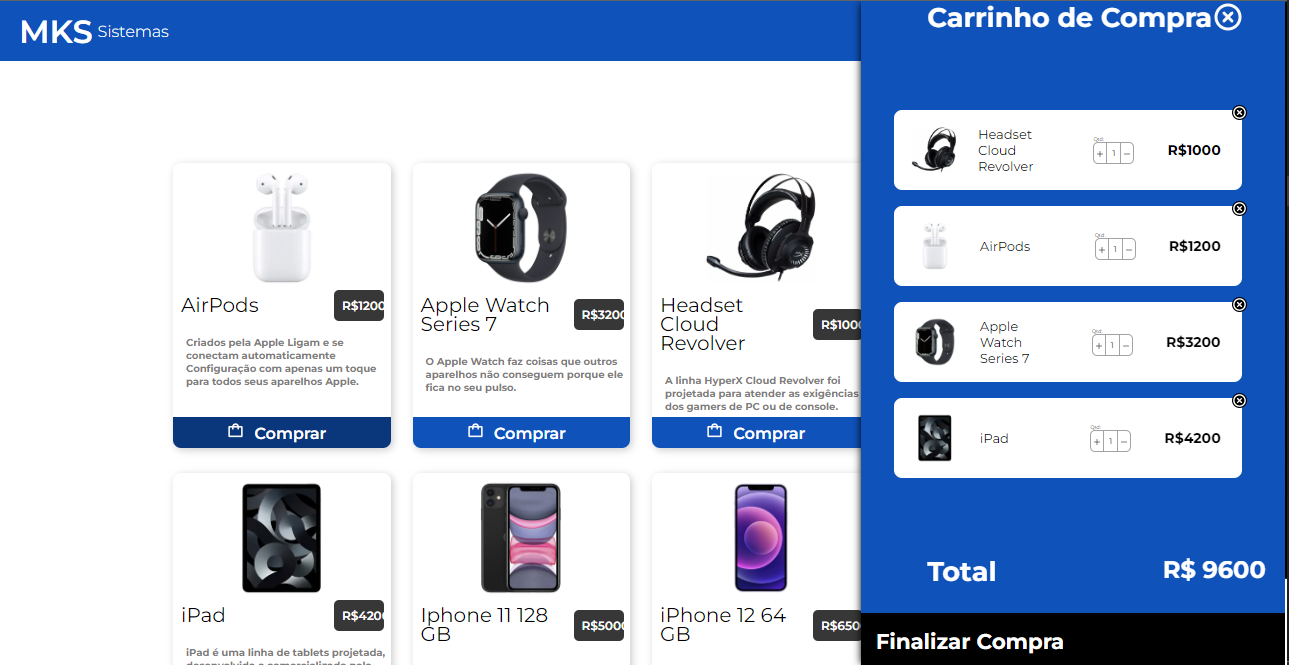 MKS Sistemas
AirPods
R$1200
Criados pela Apple Ligam e se
conectam automaticamente
Configuração com apenas um toque
para todos seus aparelhos Apple.
Comprar
Apple Watch
Series 7
R$3200
O Apple Watch faz coisas que outros
aparelhos não conseguem porque ele
fica no seu pulso.
Comprar
Headset
Cloud
Revolver
R$1000
A linha HyperX Cloud Revolver foi
projetada para atender as exigências
dos gamers de PC ou de console.
Comprar
iPad
R$4200
iPad é uma linha de tablets projetada,
desenvolvida e comercializada pela
Iphone 11 128
GB
R$5000
iPhone 12 64
GB
R$650
Carrinho de Compra
Headset
Cloud
Revolver
Qtd:
+ 1 −
R$1000
AirPods
Qtd:
+ 1 −
R$1200
Apple
Watch
Series 7
Qtd:
+ 1 −
R$3200
iPad
Qtd:
+ 1 −
R$4200
Total
R$ 9600
Finalizar Compra